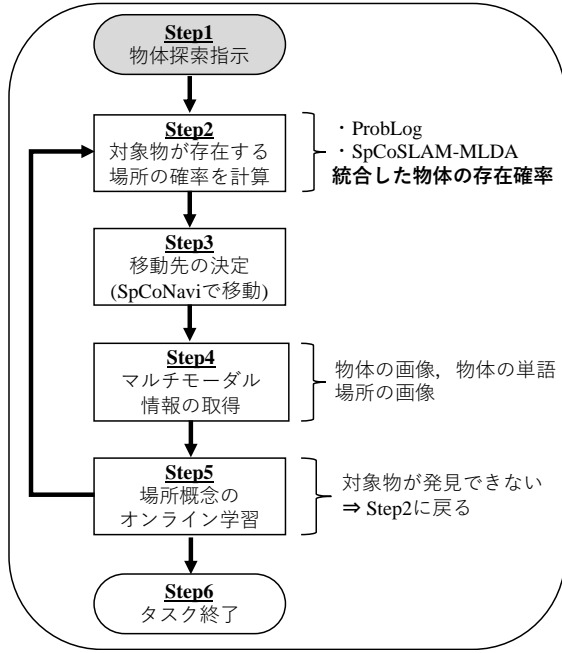 Step1
物体探索指示
Step2
対象物が存在する
場所の確率を計算
・ProbLog
・SpCoSLAM-MLDA
統合した物体の存在確率
Step3
移動先の決定
(SpCoNaviで移動)
Step4
マルチモーダル
情報の取得
物体の画像，物体の単語
場所の画像
Step5
場所概念の
オンライン学習
対象物が発見できない
⇒ Step2に戻る
Step6
タスク終了